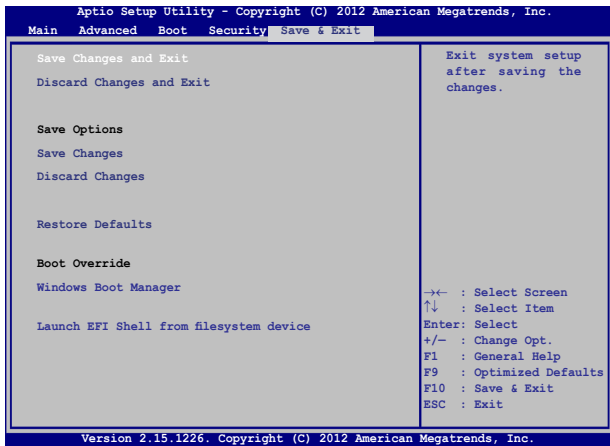 Aptio Setup Utility - Copyright (C) 2012 American Megatrends, Inc.
Main Advanced Boot Security Save & Exit
Save Changes and Exit
Discard Changes and Exit
Save Options
Save Changes
Discard Changes
Restore Defaults
Boot Override
Windows Boot Manager
Launch EFI Shell from filesystem device
Exit system setup
after saving the
changes.
→← : Select Screen
↑↓ : Select Item
Enter: Select
+/— : Change Opt.
F1 : General Help
F9 : Optimized Defaults
F10 : Save & Exit
ESC : Exit
Version 2.15.1226. Copyright (C) 2012 American Megatrends, Inc.